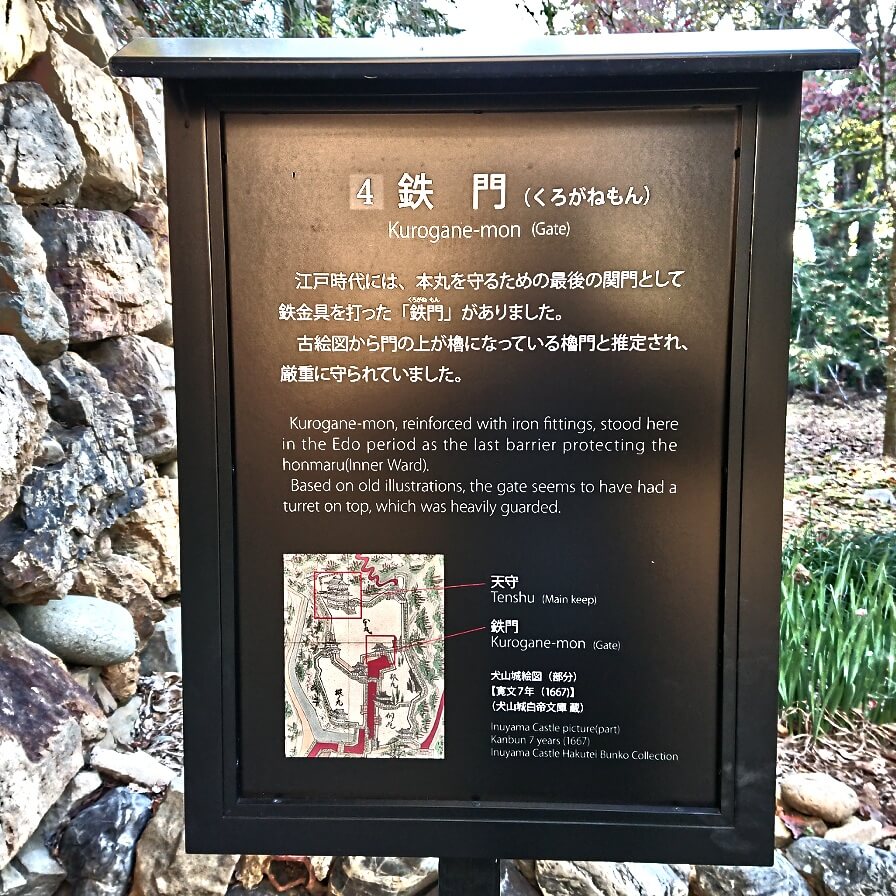 4 鉄 門 (くろがねもん)
Kurogane-mon (Gate)
江戸時代には、本丸を守るための最後の関門として
くろがね もん
鉄金具を打った「鉄門」がありました。
古絵図から門の上が櫓になっている櫓門と推定され、
厳重に守られていました。
Kurogane-mon, reinforced with iron fittings, stood here
in the Edo period as the last barrier protecting the
honmaru(Inner Ward).
Based on old illustrations, the gate seems to have had a
turret on top, which was heavily guarded.
天守
Tenshu (Main keep)
鉄門
Kurogane-mon (Gate)
犬山城絵図 (部分)
【寛文7年 (1667)】
(犬山城白帝文庫 蔵)
Inuyama Castle picture(part)
Kanbun 7 years (1667)
Inuyama Castle Hakutei Bunko Collection